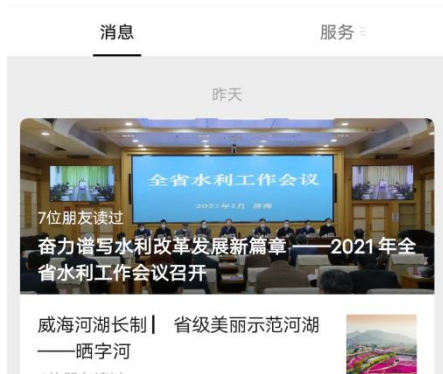 消息
服务
昨天
全省水利工作会议
2021年1月 济南
7位朋友读过
奋力谱写水利改革发展新篇章 ——2021年全
省水利工作会议召开
威海河湖长制┃ 省级美丽示范河湖
——晒字河